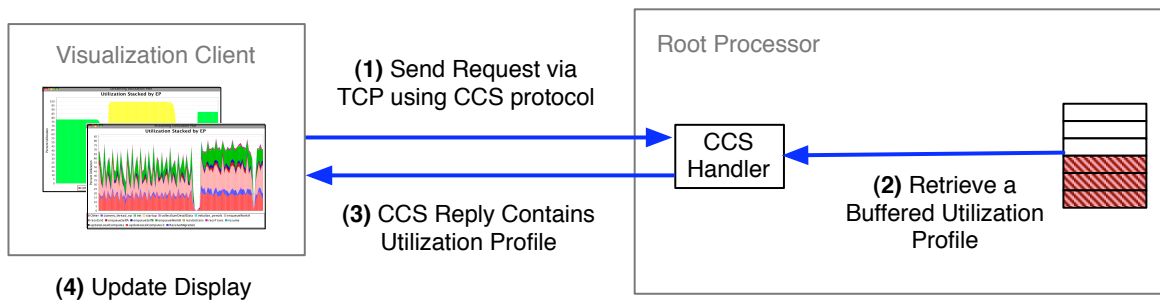 Visualization Client
Root Processor
(1) Send Request via
TCP using CCS protocol
Utilization Stacked by EP
Utilization Stacked by EP
CCS
Handler
(2) Retrieve a
Buffered Utilization
Profile
(3) CCS Reply Contains
Utilization Profile
(4) Update Display